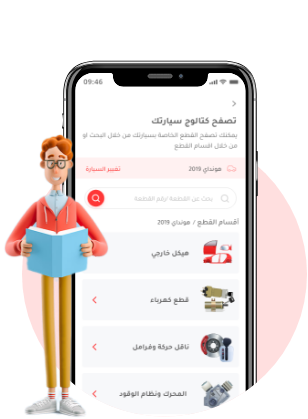 09:46
تصفح كتالوج سيارتك
يمكنك تصفح القطع الخاصة بسيارتك من خلال البحث او
من خلال اقسام القطع
هونداي 2019 تغيير السيارة
بحث عن القطعة /رقم القطعة
أقسام القطع / هونداي 2019
هيكل خارجي
قطع كهرباء
ناقل حركة وفرامل
المحرك ونظام الوقود